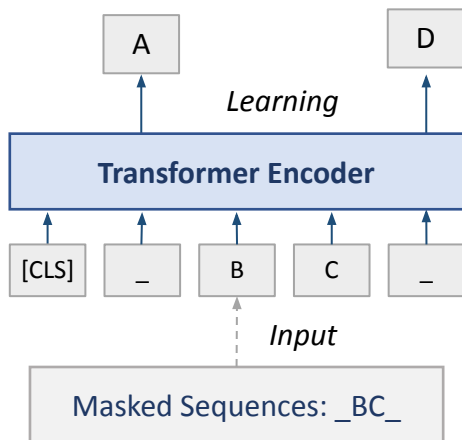 A
D
Learning
Transformer Encoder
[CLS] _ B C _
Input
Masked Sequences: _BC_